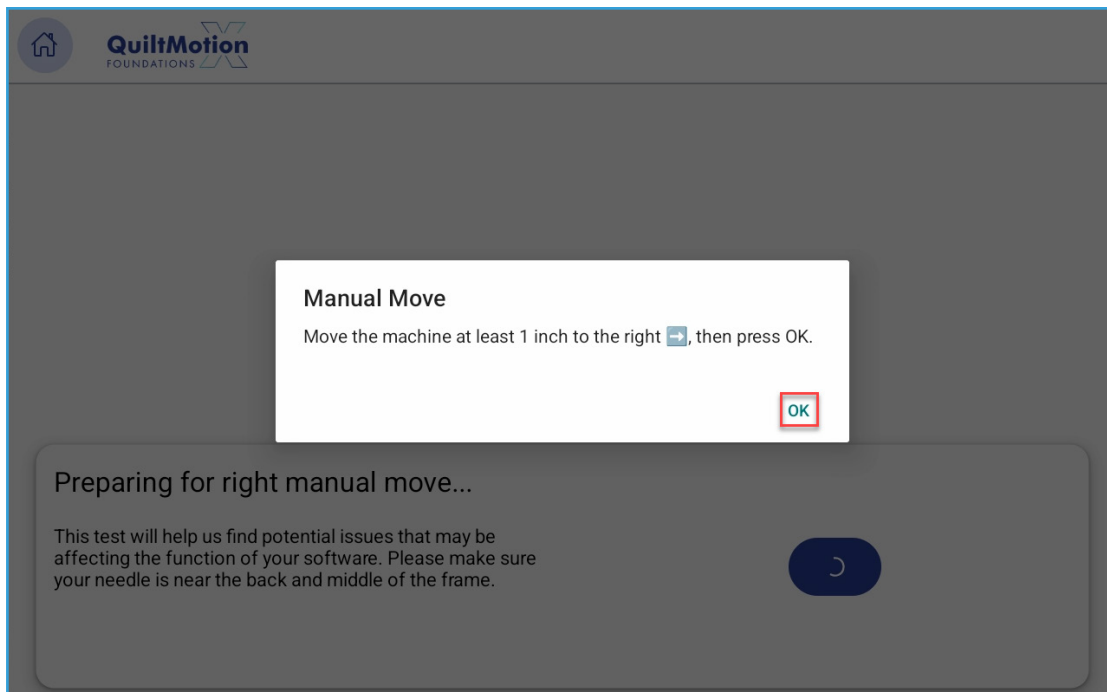 QuiltMotion
FOUNDATIONS
Manual Move
Move the machine at least 1 inch to the right ➡️, then press OK.
OK
Preparing for right manual move...
This test will help us find potential issues that may be
affecting the function of your software. Please make sure
your needle is near the back and middle of the frame.